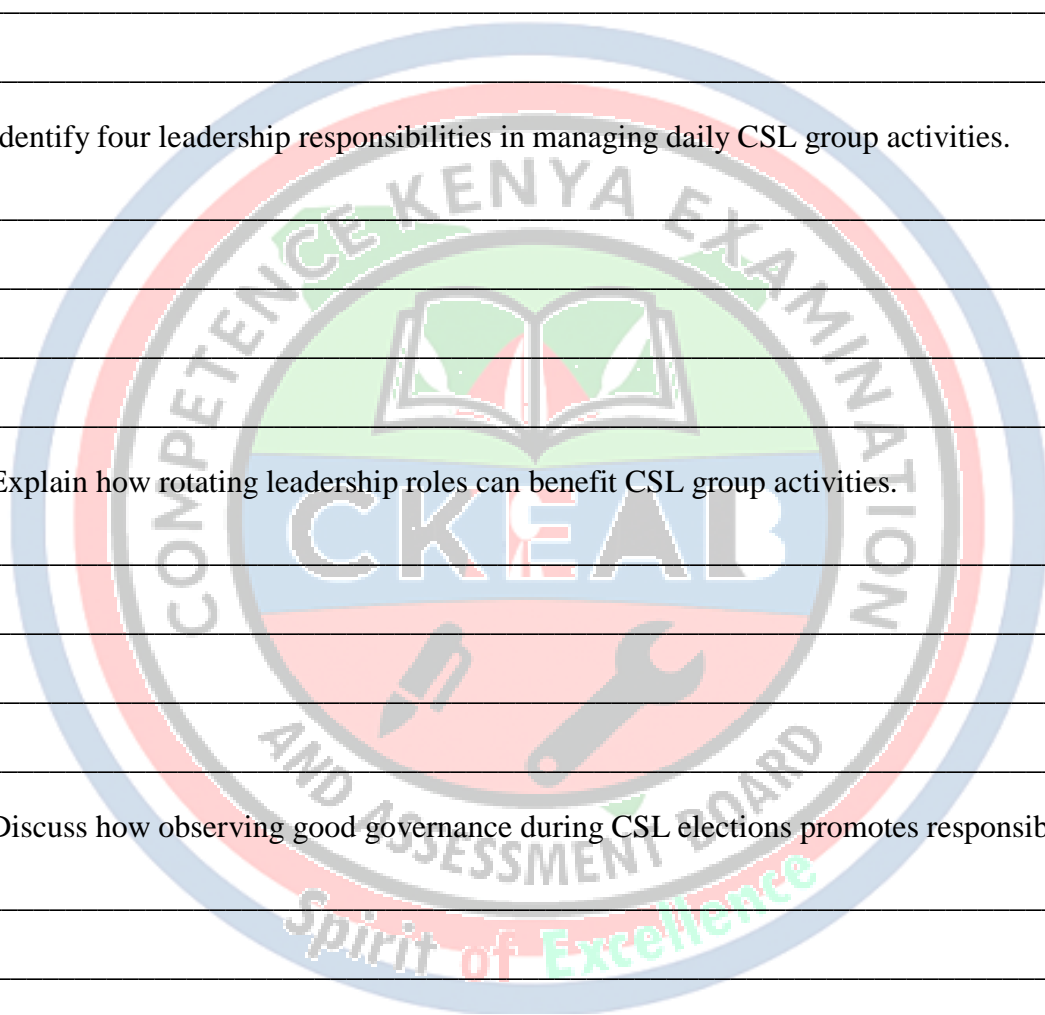 dentify four leadership responsibilities in managing daily CSL group activities.
COMPETENCE KENYA EXAMINATION
Explain how rotating leadership roles can benefit CSL group activities.
CKEAB
AND ASSESSMENT BOARD
Discuss how observing good governance during CSL elections promotes responsib
Spirit of Excellence